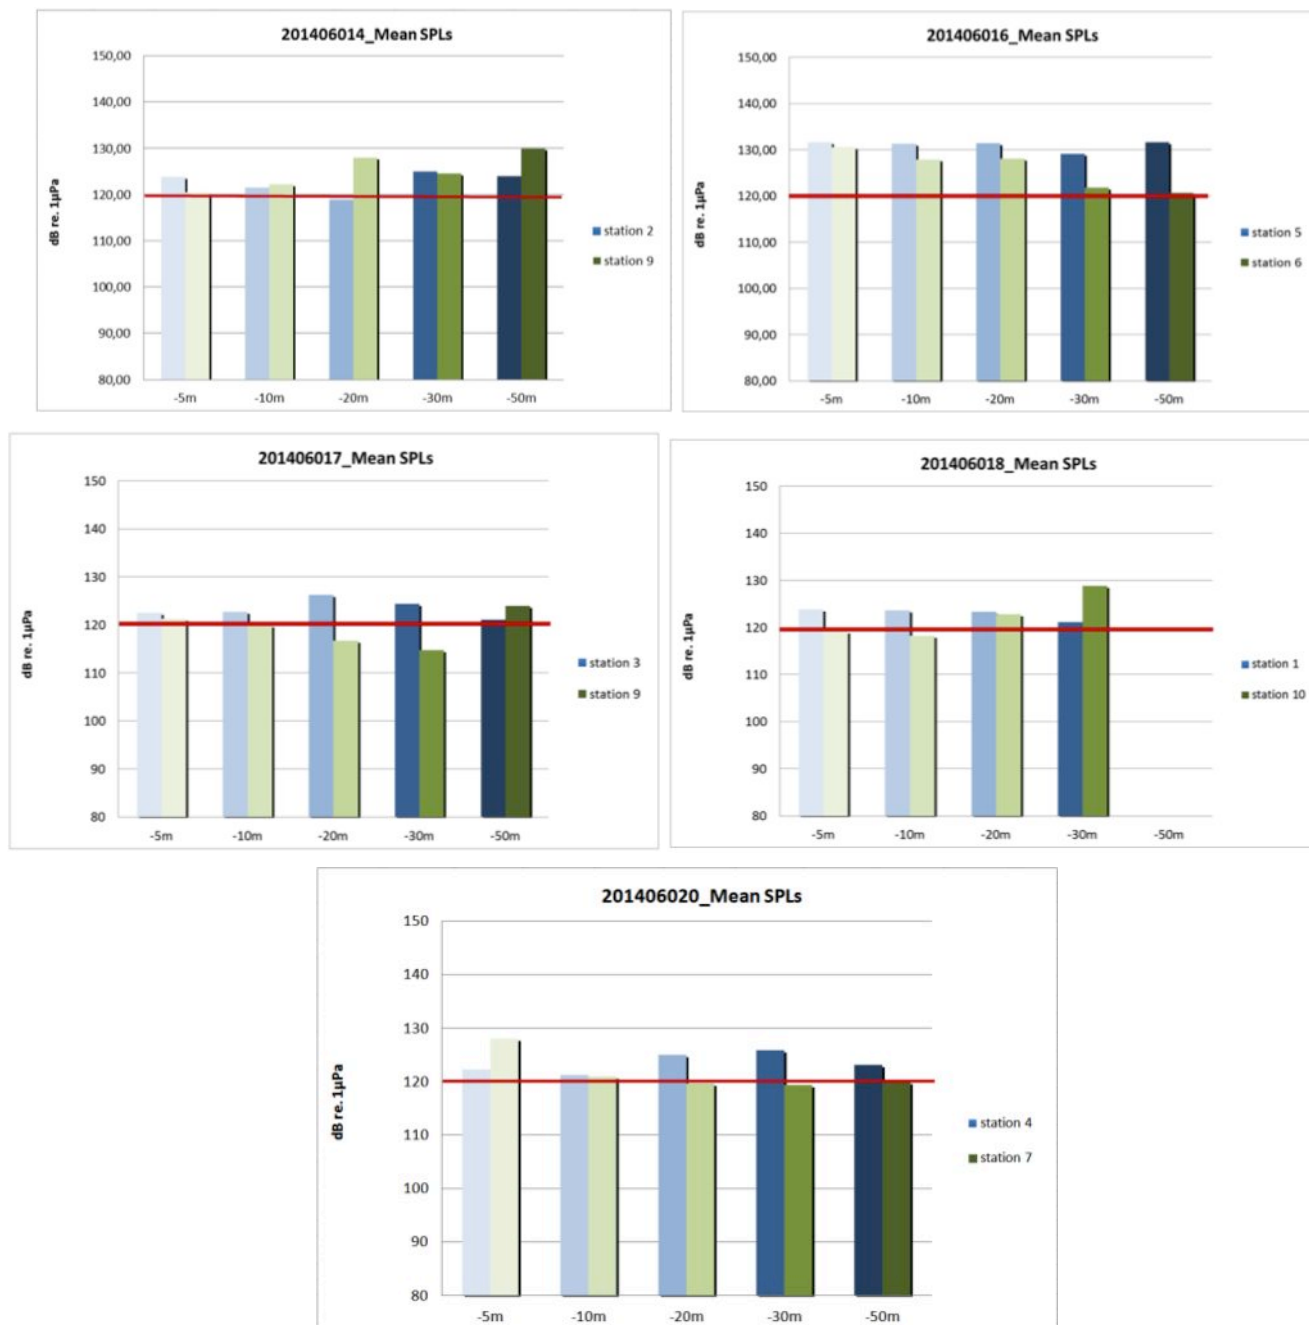 201406014_Mean SPLs
150,00
140,00
130,00
120,00
110,00
100,00
90,00
80,00
dB re. 1µPa
-5m -10m -20m -30m -50m
station 2
station 9
201406016_Mean SPLs
150,00
140,00
130,00
120,00
110,00
100,00
90,00
80,00
dB re. 1µPa
-5m -10m -20m -30m -50m
station 5
station 6
201406017_Mean SPLs
150
140
130
120
110
100
90
80
dB re. 1µPa
-5m -10m -20m -30m -50m
station 3
station 9
201406018_Mean SPLs
150
140
130
120
110
100
90
80
dB re. 1µPa
-5m -10m -20m -30m -50m
station 1
station 10
201406020_Mean SPLs
150
140
130
120
110
100
90
80
dB re. 1µPa
-5m -10m -20m -30m -50m
station 4
station 7